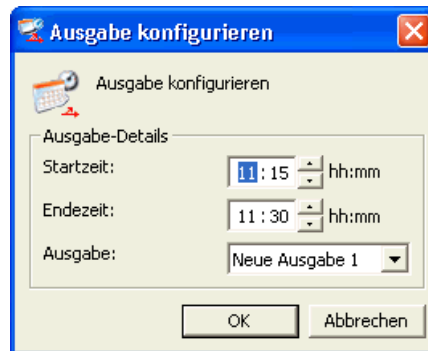 Ausgabe konfigurieren
Ausgabe konfigurieren
Ausgabe-Details
Startzeit: 11:15 hh:mm
Endezeit: 11:30 hh:mm
Ausgabe: Neue Ausgabe 1
OK Abbrechen